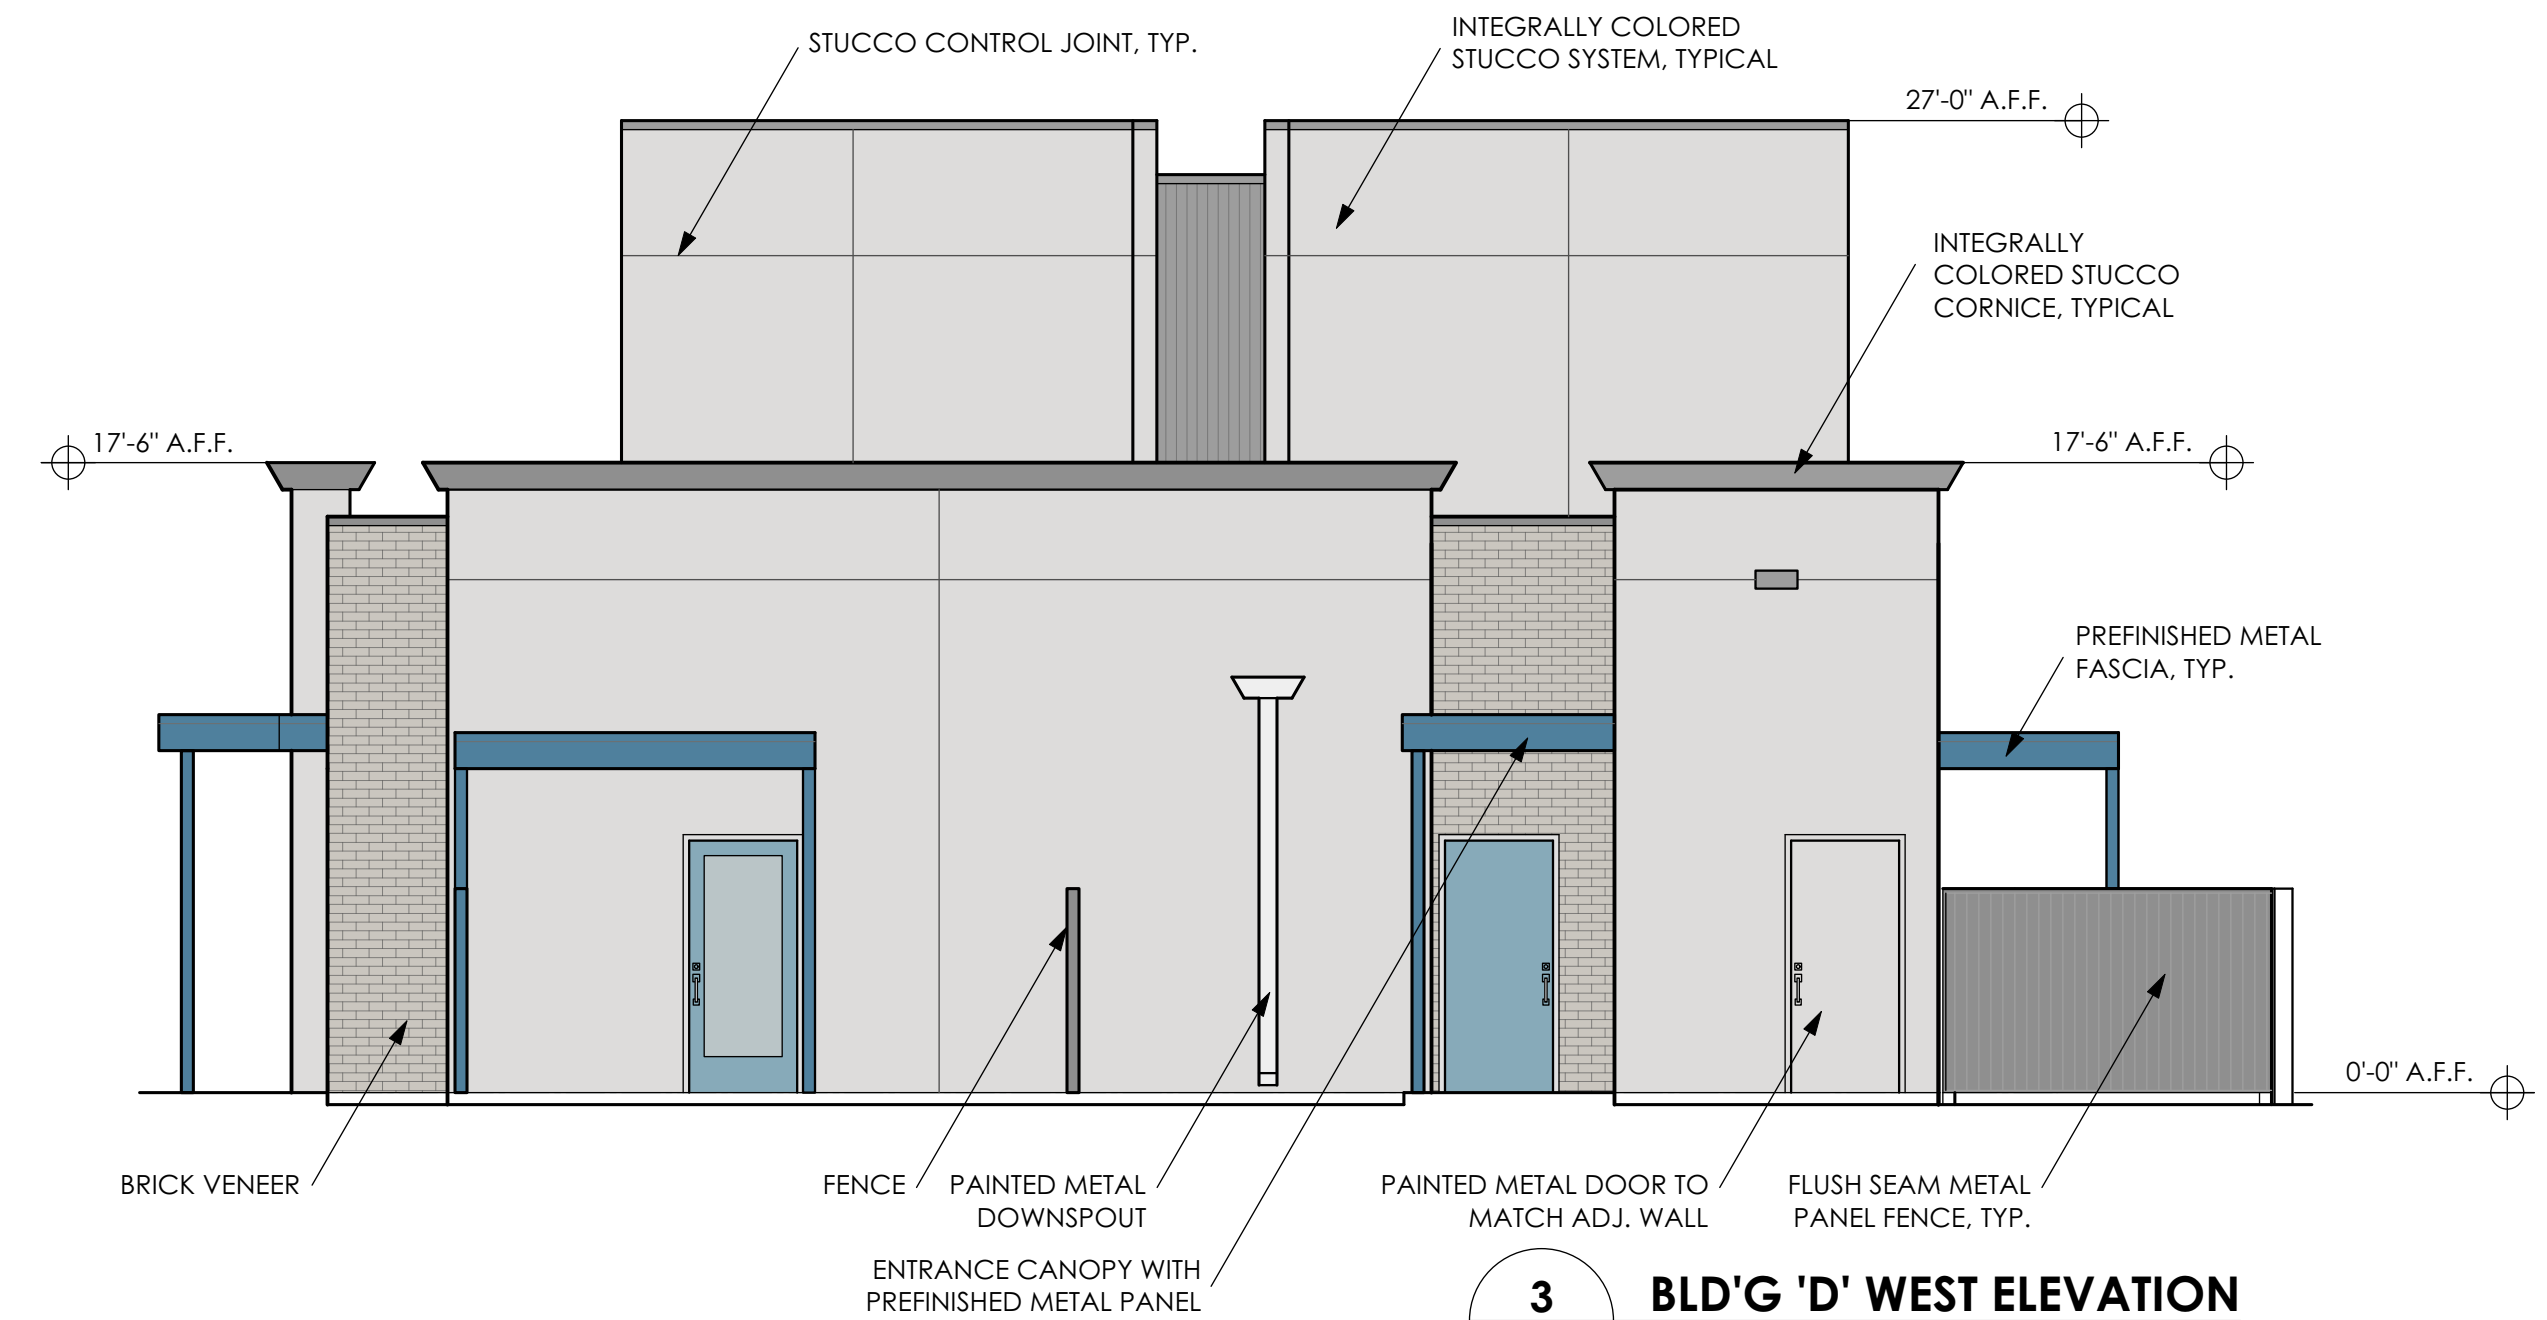 STUCCO CONTROL JOINT, TYP.
INTEGRALLY COLORED
STUCCO SYSTEM, TYPICAL
27'-0" A.F.F.
INTEGRALLY
COLORED STUCCO
CORNICE, TYPICAL
17'-6" A.F.F.
17'-6" A.F.F.
PREFINISHED METAL
FASCIA, TYP.
0'-0" A.F.F.
BRICK VENEER
FENCE
PAINTED METAL
DOWNSPOUT
PAINTED METAL DOOR TO
MATCH ADJ. WALL
FLUSH SEAM METAL
PANEL FENCE, TYP.
ENTRANCE CANOPY WITH
PREFINISHED METAL PANEL
3
BLD'G 'D' WEST ELEVATION